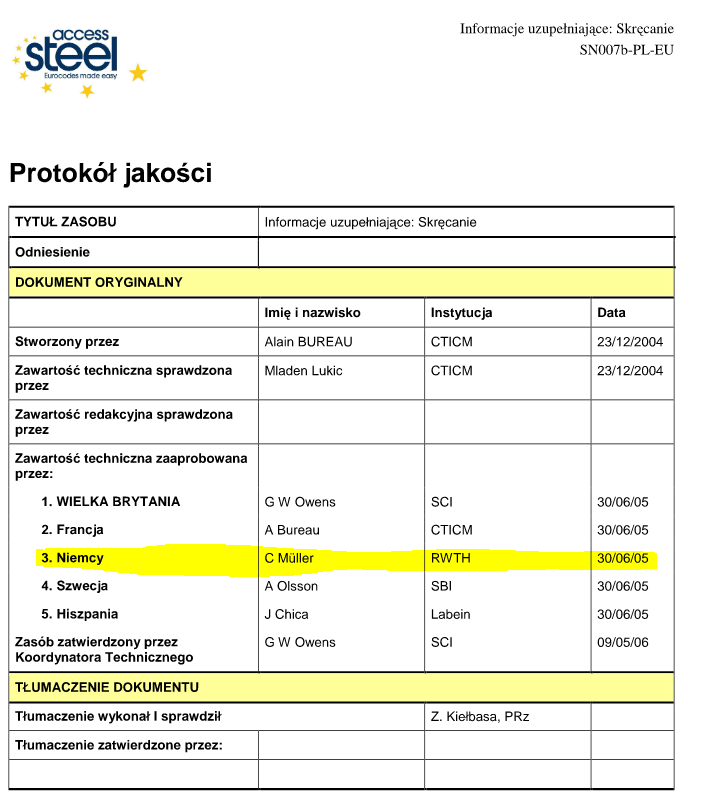 access
steel
Eurocodes made easy
Informacje uzupełniające: Skręcanie
SN007b-PL-EU
Protokół jakości
TYTUŁ ZASOBU Informacje uzupełniające: Skręcanie
Odniesienie
DOKUMENT ORYGINALNY
Imię i nazwisko Instytucja Data
Stworzony przez Alain BUREAU CTICM 23/12/2004
Zawartość techniczna sprawdzona Mladen Lukic CTICM 23/12/2004
przez
Zawartość redakcyjna sprawdzona
przez
Zawartość techniczna zaaprobowana
przez:
1. WIELKA BRYTANIA G W Owens SCI 30/06/05
2. Francja A Bureau CTICM 30/06/05
3. Niemcy C Müller RWTH 30/06/05
4. Szwecja A Olsson SBI 30/06/05
5. Hiszpania J Chica Labein 30/06/05
Zasób zatwierdzony przez G W Owens SCI 09/05/06
Koordynatora Technicznego
TŁUMACZENIE DOKUMENTU
Tłumaczenie wykonał I sprawdził Z. Kiełbasa, PRz
Tłumaczenie zatwierdzone przez: